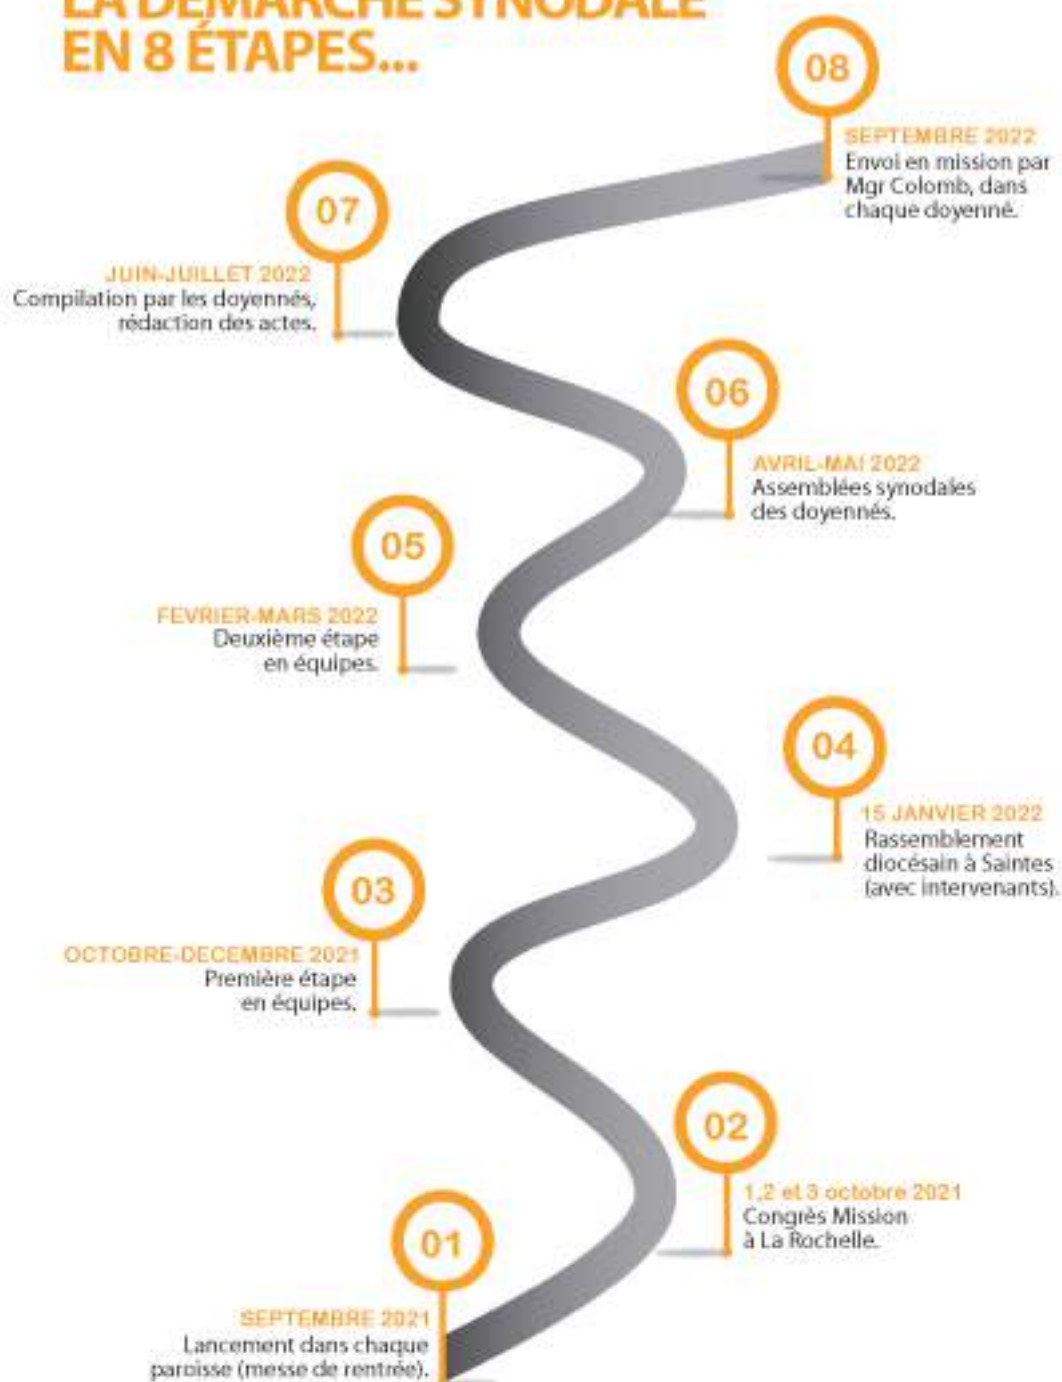 LA DÉMARCHE SYNODALE
EN 8 ÉTAPES...
08
SEPTEMBRE 2022
Envoi en mission par
Mgr Colomb, dans
chaque doyenné.
07
JUIN-JUILLET 2022
Compilation par les doyennés,
rédaction des actes.
06
AVRIL-MAI 2022
Assemblées synodales
des doyennés.
05
FEVRIER-MARS 2022
Deuxième étape
en équipes.
04
15 JANVIER 2022
Rassemblement
diocésain à Saintes
(avec intervenants).
03
OCTOBRE-DECEMBRE 2021
Première étape
en équipes.
02
1,2 et 3 octobre 2021
Congrès Mission
à La Rochelle.
01
SEPTEMBRE 2021
Lancement dans chaque
paroisse (messe de rentrée).